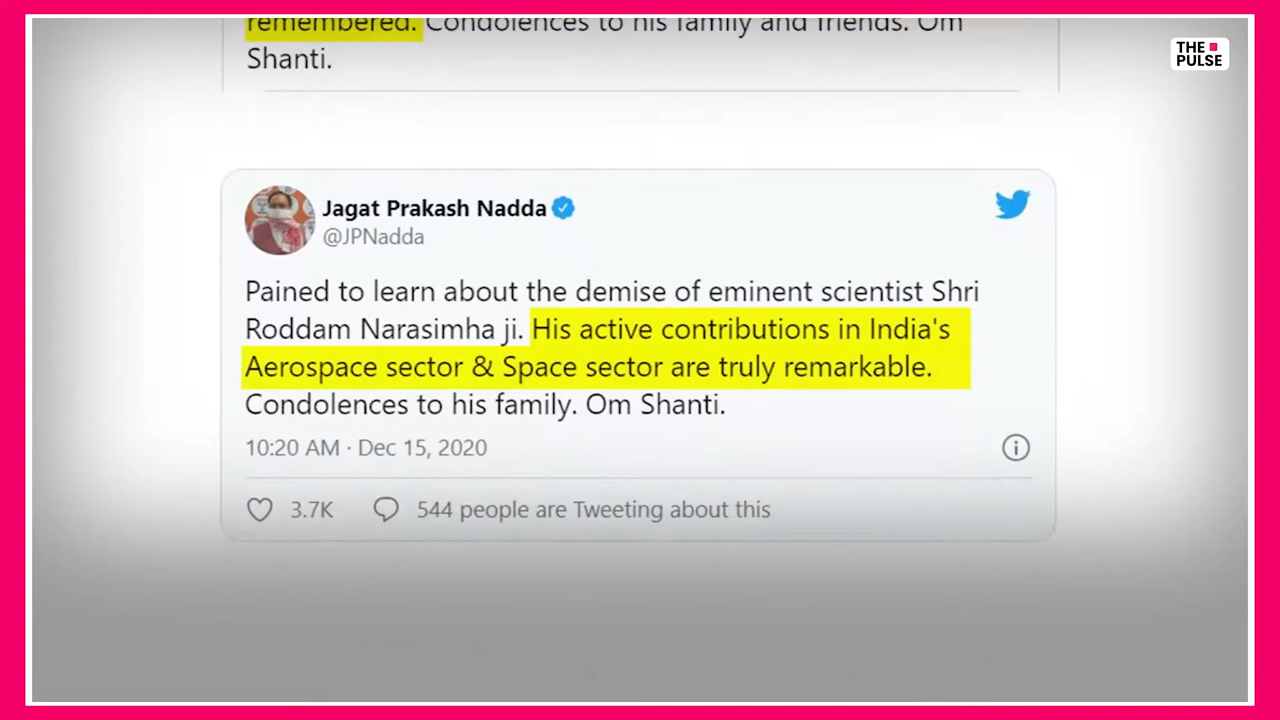 remembered. Condolences to his family and friends. Om
Shanti.
THE
PULSE
Jagat Prakash Nadda
@JPNadda
Pained to learn about the demise of eminent scientist Shri
Roddam Narasimha ji. His active contributions in India's
Aerospace sector & Space sector are truly remarkable.
Condolences to his family. Om Shanti.
10:20 AM · Dec 15, 2020
3.7K 544 people are Tweeting about this